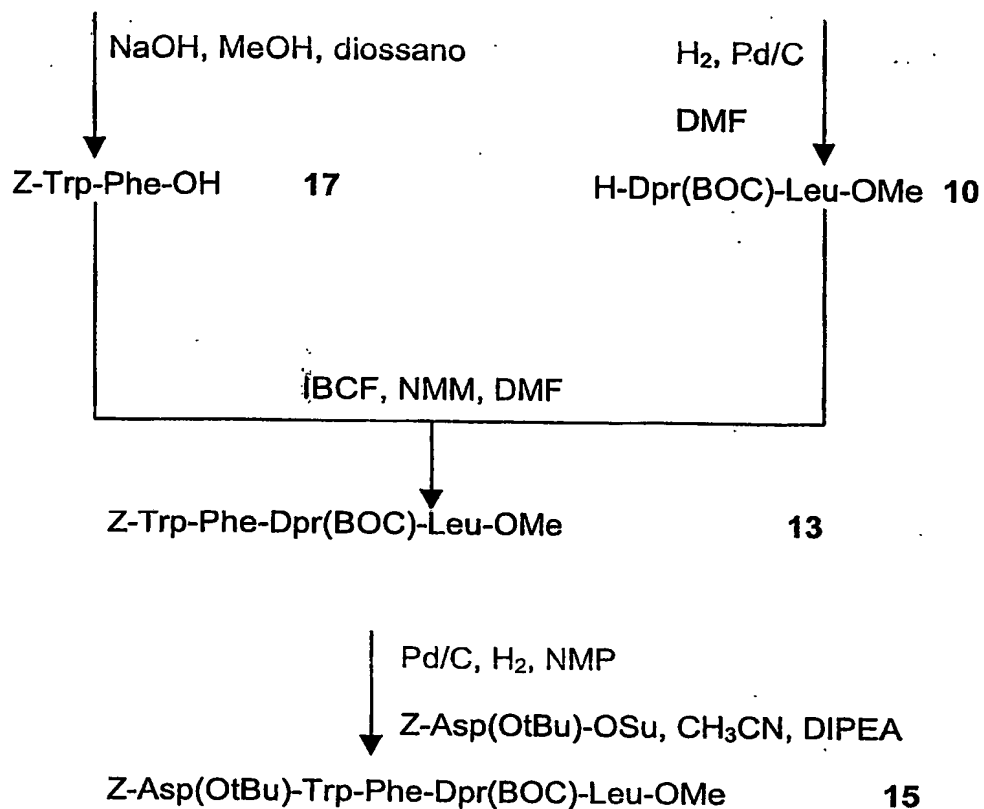 NaOH, MeOH, diossano
H₂, Pd/C
DMF
Z-Trp-Phe-OH 17
H-Dpr(BOC)-Leu-OMe 10
IBCF, NMM, DMF
Z-Trp-Phe-Dpr(BOC)-Leu-OMe 13
Pd/C, H₂, NMP
Z-Asp(OtBu)-OSu, CH₃CN, DIPEA
Z-Asp(OtBu)-Trp-Phe-Dpr(BOC)-Leu-OMe 15